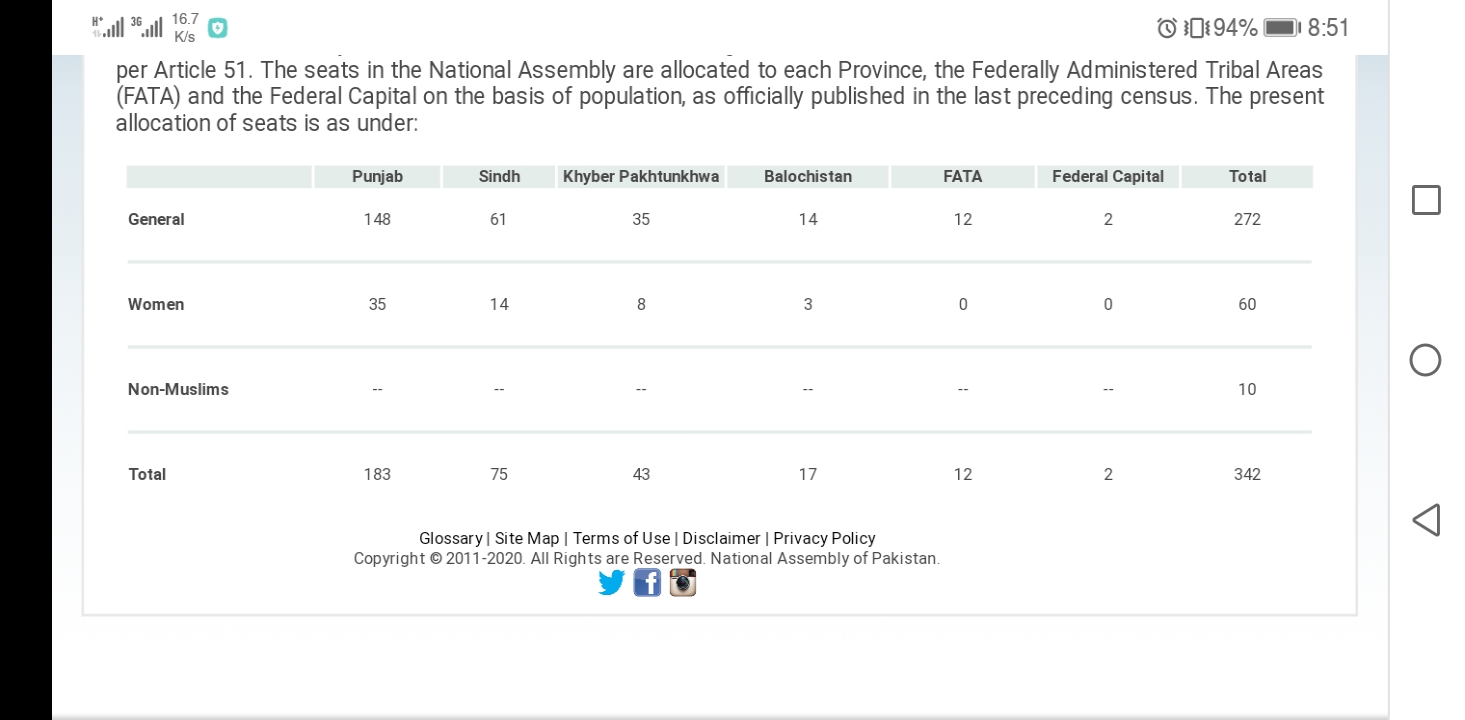 H+ 3G 16.7 K/s 94% 8:51
per Article 51. The seats in the National Assembly are allocated to each Province, the Federally Administered Tribal Areas
(FATA) and the Federal Capital on the basis of population, as officially published in the last preceding census. The present
allocation of seats is as under:
Punjab Sindh Khyber Pakhtunkhwa Balochistan FATA Federal Capital Total
General 148 61 35 14 12 2 272
Women 35 14 8 3 0 0 60
Non-Muslims -- -- -- -- -- -- 10
Total 183 75 43 17 12 2 342
Glossary | Site Map | Terms of Use | Disclaimer | Privacy Policy
Copyright © 2011-2020. All Rights are Reserved. National Assembly of Pakistan.